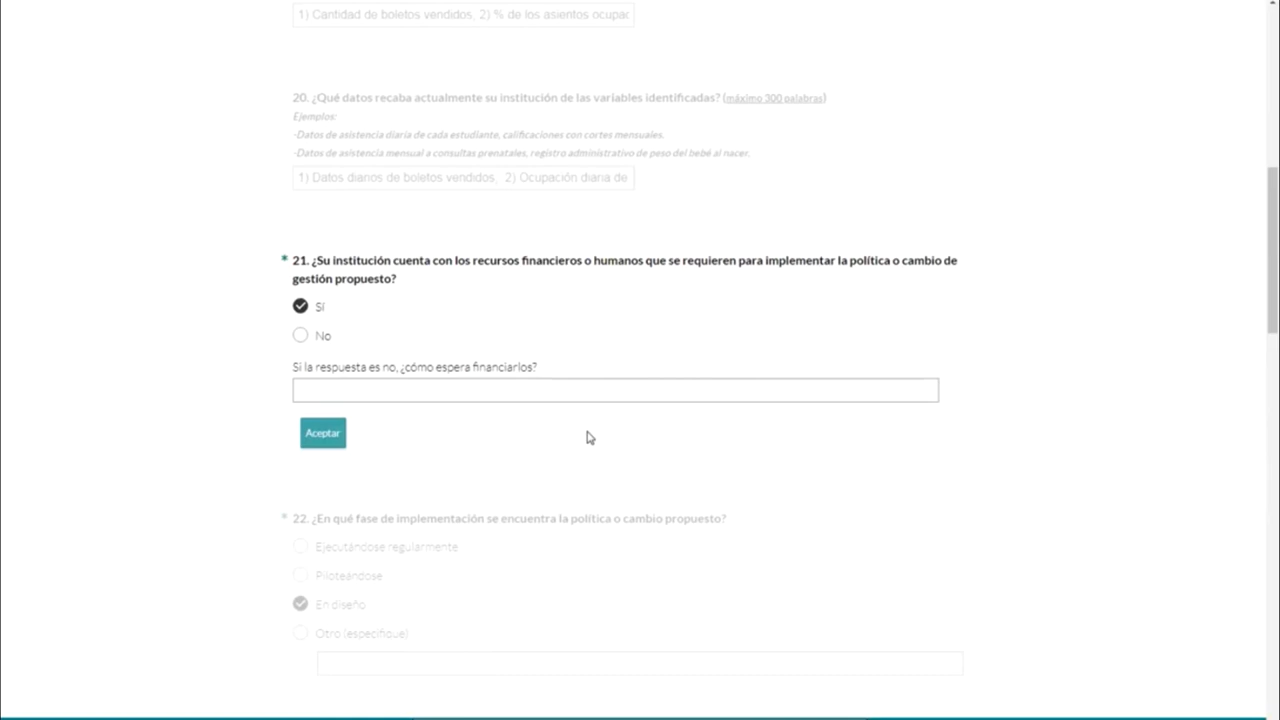 1) Cantidad de boletos vendidos, 2) % de los asientos ocupac
20. ¿Qué datos recaba actualmente su institución de las variables identificadas? (máximo 300 palabras)
Ejemplos:
-Datos de asistencia diaria de cada estudiante, calificaciones con cortes mensuales.
-Datos de asistencia mensual a consultas prenatales, registro administrativo de peso del bebé al nacer.
1) Datos diarios de boletos vendidos, 2) Ocupación diaria de
* 21. ¿Su institución cuenta con los recursos financieros o humanos que se requieren para implementar la política o cambio de
gestión propuesto?
Sí
No
Si la respuesta es no, ¿cómo espera financiarlos?
Aceptar
* 22. ¿En qué fase de implementación se encuentra la política o cambio propuesto?
Ejecutándose regularmente
Piloteándose
En diseño
Otro (especifique)